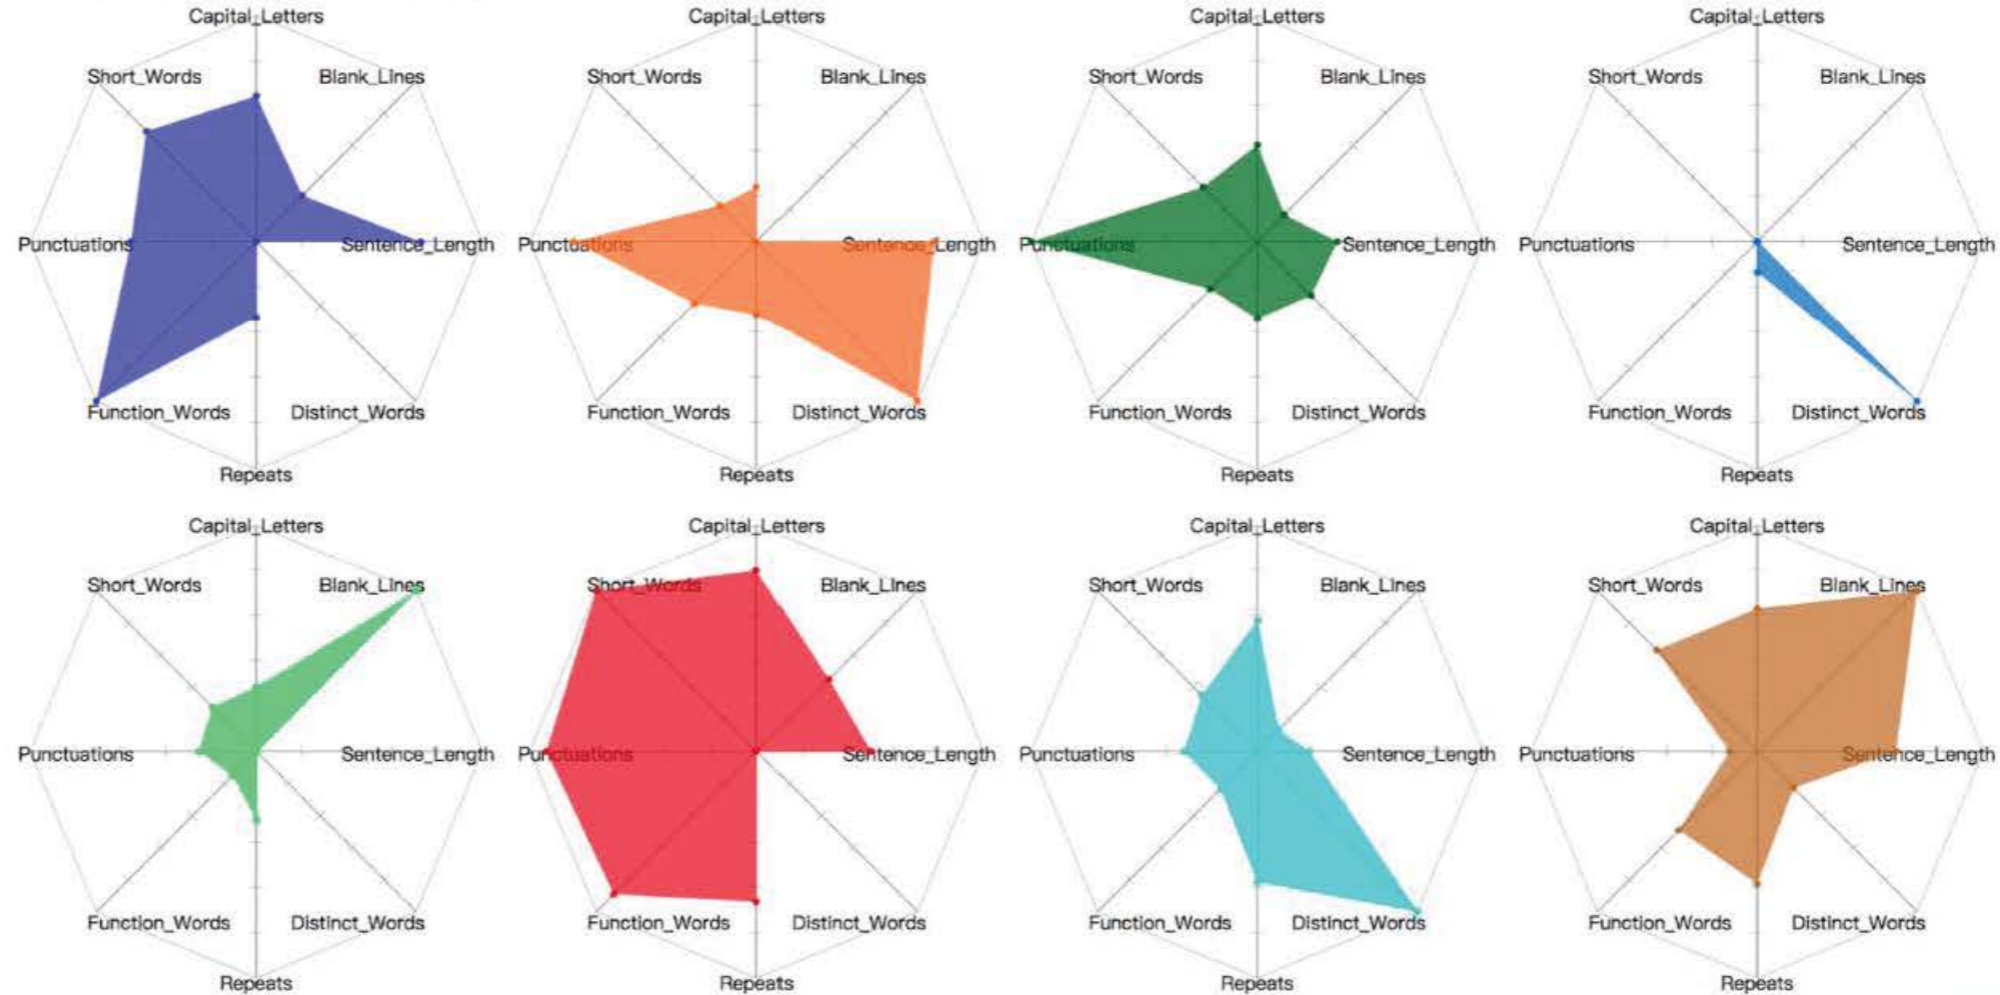 Capital_Letters Capital_Letters Capital_Letters Capital_Letters
Short_Words Blank_Lines Short_Words Blank_Lines Short_Words Blank_Lines Short_Words Blank_Lines
Punctuations Sentence_Length Punctuations Sentence_Length Punctuations Sentence_Length Punctuations Sentence_Length
Function_Words Distinct_Words Function_Words Distinct_Words Function_Words Distinct_Words Function_Words Distinct_Words
Repeats Repeats Repeats Repeats
Capital_Letters Capital_Letters Capital_Letters Capital_Letters
Short_Words Blank_Lines Short_Words Blank_Lines Short_Words Blank_Lines Short_Words Blank_Lines
Punctuations Sentence_Length Punctuations Sentence_Length Punctuations Sentence_Length Punctuations Sentence_Length
Function_Words Distinct_Words Function_Words Distinct_Words Function_Words Distinct_Words Function_Words Distinct_Words
Repeats Repeats Repeats Repeats